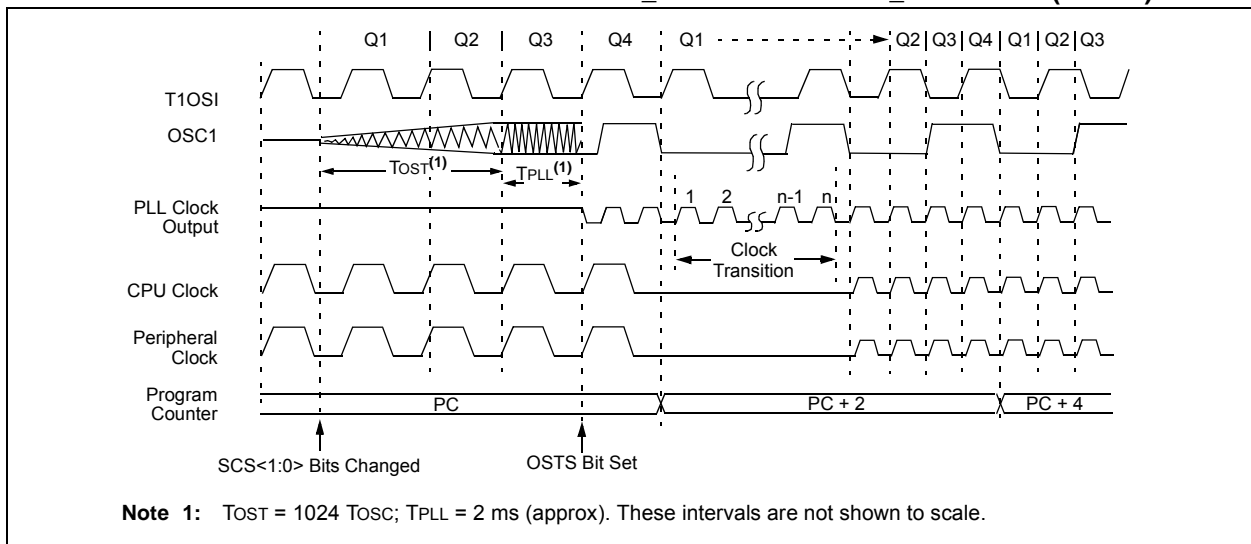 Q1 Q2 Q3 Q4 Q1 Q2 Q3 Q4 Q1 Q2 Q3
T1OSI
OSC1
TOST(1) TPLL(1)
1 2 n-1 n
PLL Clock
Output
Clock
Transition
CPU Clock
Peripheral
Clock
Program
Counter
PC PC + 2 PC + 4
SCS<1:0> Bits Changed OSTS Bit Set
Note 1: TOST = 1024 TOSC; TPLL = 2 ms (approx). These intervals are not shown to scale.